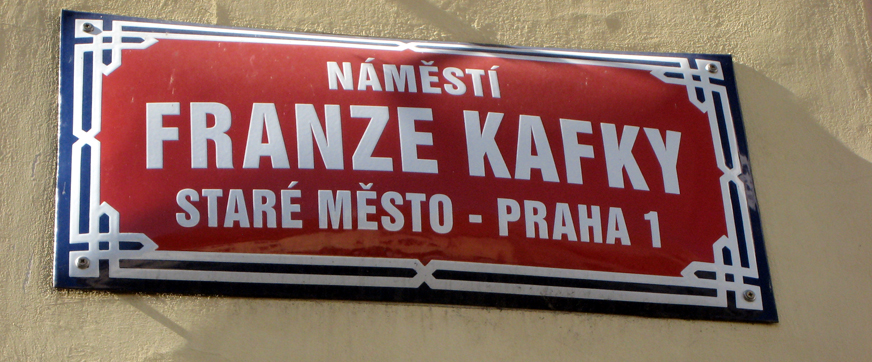 NÁMĚSTÍ
FRANZE KAFKY
STARÉ MĚSTO - PRAHA 1